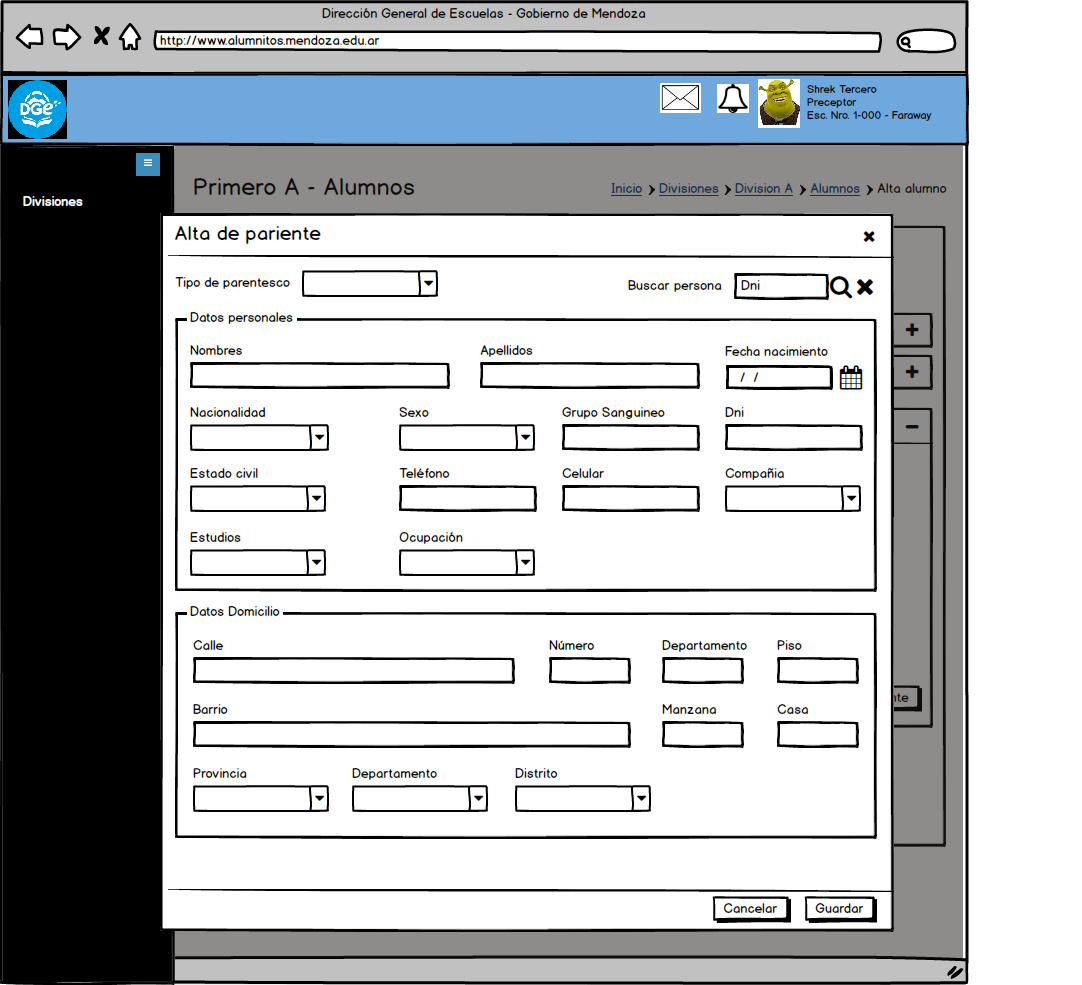 Dirección General de Escuelas - Gobierno de Mendoza
http://www.alumnitos.mendoza.edu.ar
DGE
Shrek Tercero
Preceptor
Esc. Nro. 1-000 - Faraway
Divisiones
Primero A - Alumnos
Inicio Divisiones Division A Alumnos Alta alumno
Alta de pariente
Tipo de parentesco Buscar persona Dni
Datos personales
Nombres Apellidos Fecha nacimiento
/ /
Nacionalidad Sexo Grupo Sanguineo Dni
Estado civil Teléfono Celular Compañia
Estudios Ocupación
Datos Domicilio
Calle Número Departamento Piso
Barrio Manzana Casa
Provincia Departamento Distrito
Cancelar Guardar